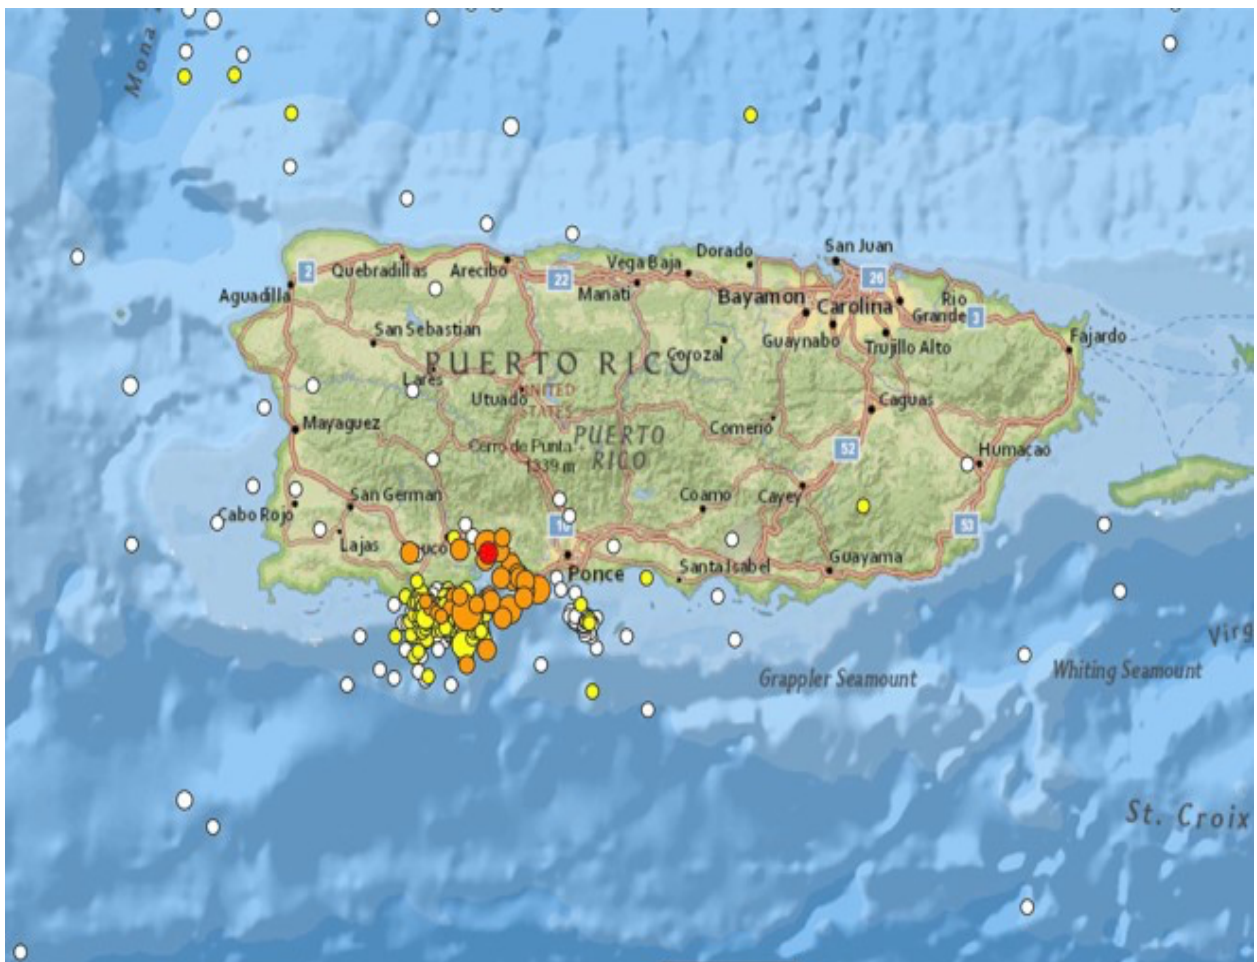 Mona
San Juan
Dorado
Vega Baja
Quebradillas
Arecibo
2
22
26
Aguadilla
Manati
Bayamon
Carolina
Rio
Grande
3
San Sebastian
Guaynabo
Trujillo Alto
Fajardo
Corozal
PUERTO RICO
Lares
Utuado
UNITED
STATES
Caguas
Mayaguez
Comerio
PUERTO
RICO
Cerro de Punta
1339 m
52
Humacao
San German
Coamo
Cayey
Cabo Rojo
10
53
Lajas
Ponce
Santa Isabel
Guayama
Virg
Grappler Seamount
Whiting Seamount
St. Croix